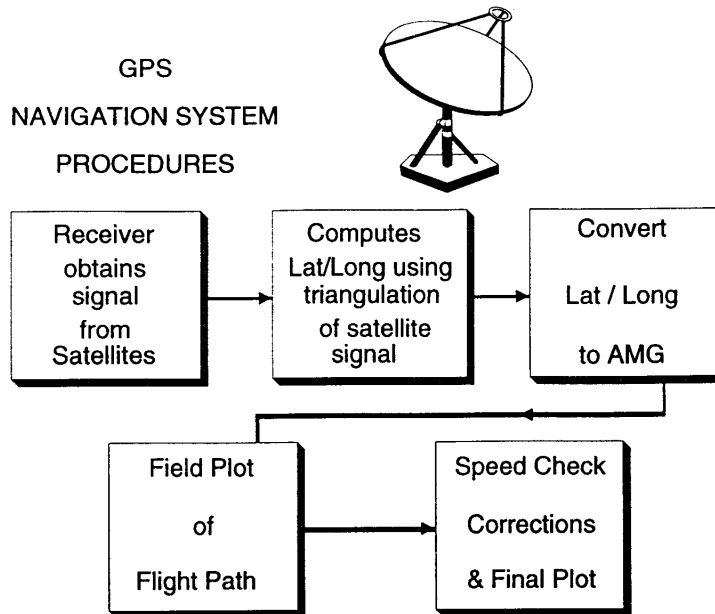 GPS
NAVIGATION SYSTEM
PROCEDURES
Receiver
obtains
signal
from
Satellites
Computes
Lat/Long using
triangulation
of satellite
signal
Convert
Lat / Long
to AMG
Field Plot
of
Flight Path
Speed Check
Corrections
& Final Plot